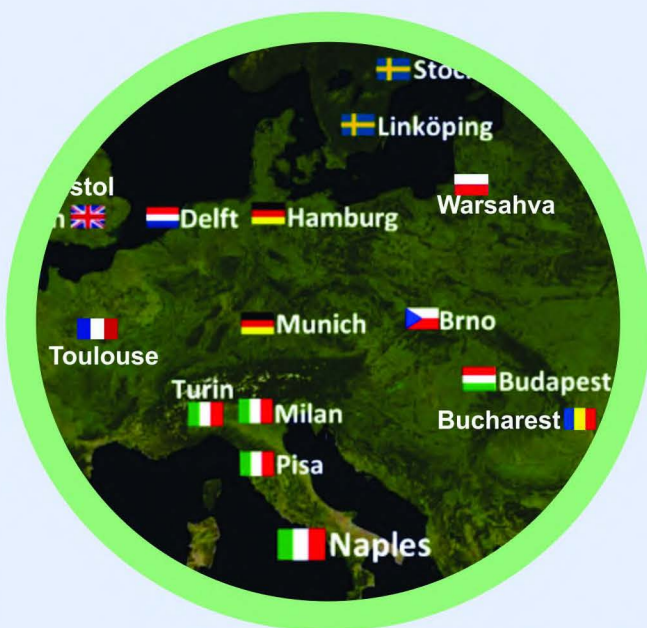 Stoc
Linköping
stol
Warsahva
n
Delft
Hamburg
Munich
Brno
Toulouse
Budapest
Turin
Milan
Bucharest
Pisa
Naples